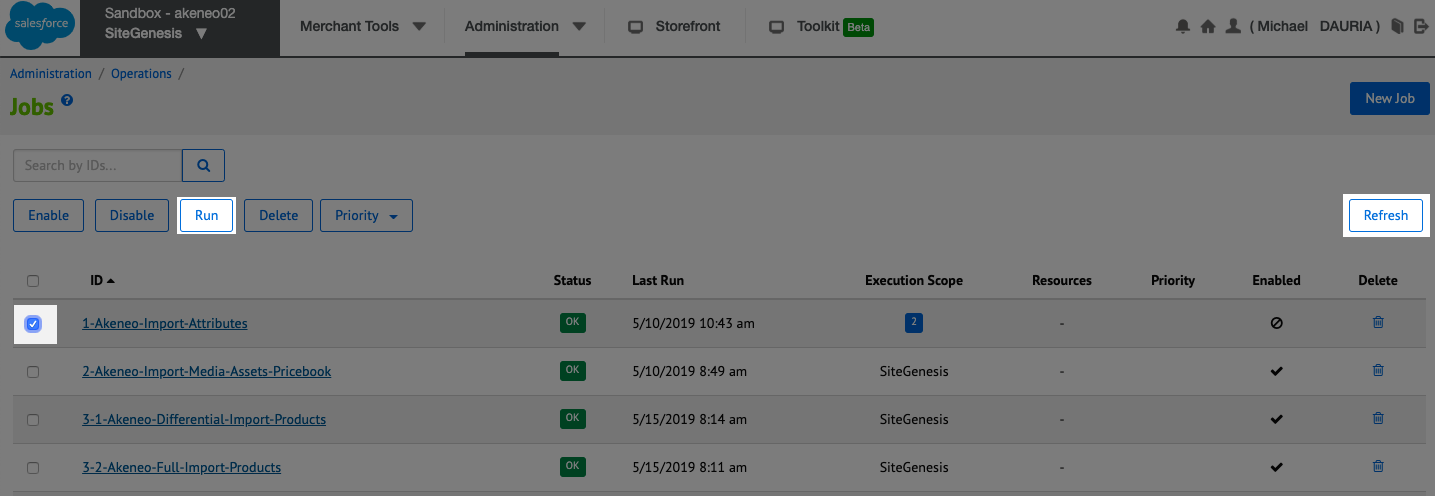 salesforce
Sandbox - akeneo02
SiteGenesis
Merchant Tools
Administration
Storefront
Toolkit Beta
( Michael DAURIA )
Administration / Operations /
Jobs ?
New Job
Search by IDs...
Enable Disable Run Delete Priority Refresh
ID Status Last Run Execution Scope Resources Priority Enabled Delete
1-Akeneo-Import-Attributes OK 5/10/2019 10:43 am 2 -
2-Akeneo-Import-Media-Assets-Pricebook OK 5/10/2019 8:49 am SiteGenesis -
3-1-Akeneo-Differential-Import-Products OK 5/15/2019 8:14 am SiteGenesis -
3-2-Akeneo-Full-Import-Products OK 5/15/2019 8:11 am SiteGenesis -